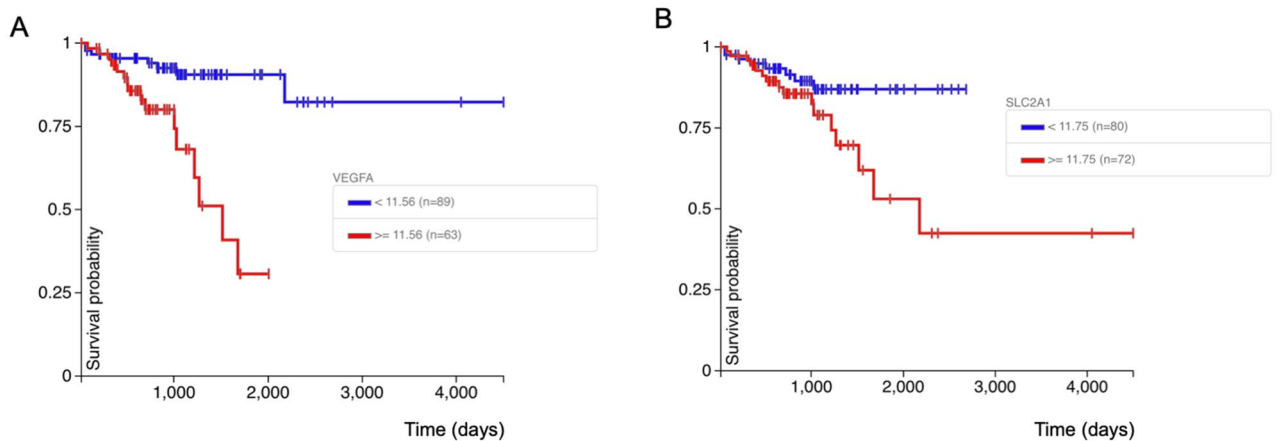 A
1
0.75
0.5
0.25
0
Survival probability
1,000
2,000
3,000
4,000
Time (days)
VEGFA
< 11.56 (n=89)
>= 11.56 (n=63)
B
1
0.75
0.5
0.25
0
Survival probability
1,000
2,000
3,000
4,000
Time (days)
SLC2A1
< 11.75 (n=80)
>= 11.75 (n=72)